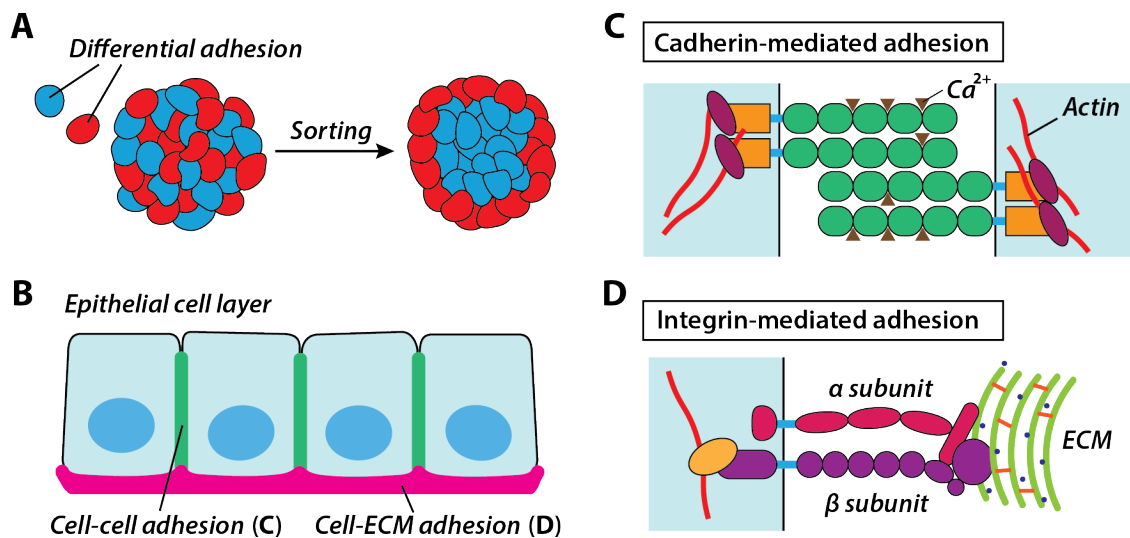 A
Differential adhesion
Sorting
B
Epithelial cell layer
Cell-cell adhesion (C)
Cell-ECM adhesion (D)
C
Cadherin-mediated adhesion
Ca²⁺
Actin
D
Integrin-mediated adhesion
α subunit
ECM
β subunit